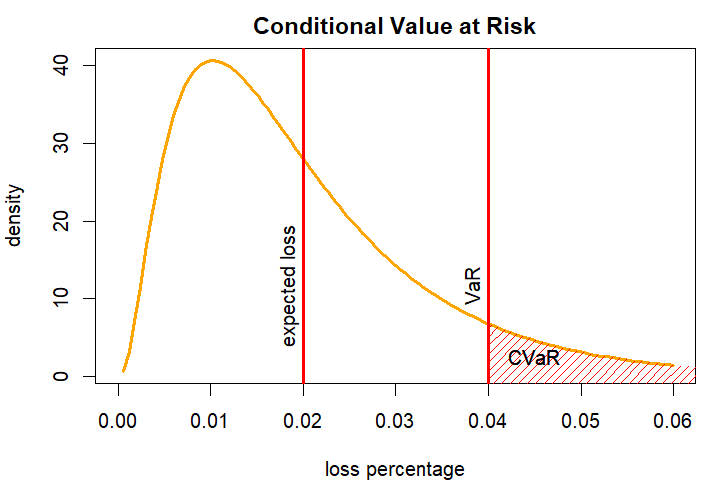 Conditional Value at Risk
density
40
30
20
10
0
expected loss
VaR
CVaR
0.00 0.01 0.02 0.03 0.04 0.05 0.06
loss percentage